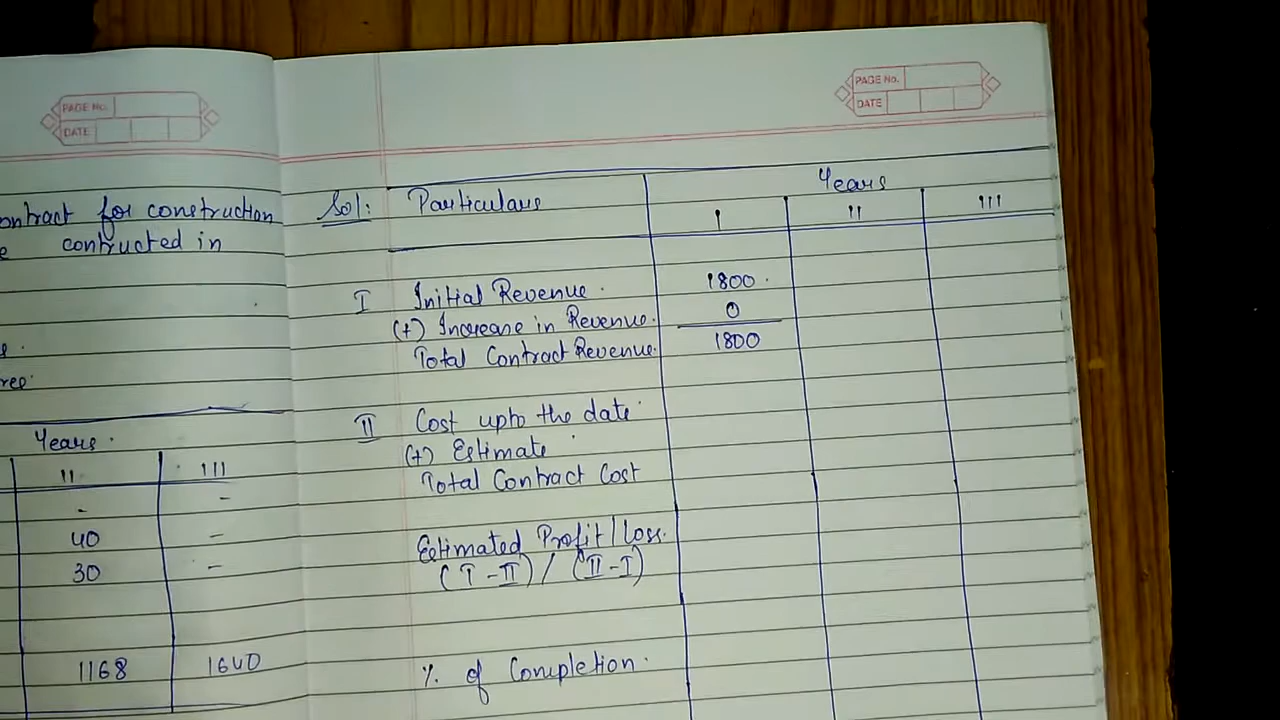 PAGE No.
DATE
PAGE No.
DATE
ontract for construction
contructed in
Years.
II III
- -
40 -
30 -
1168 1640
Sol: Particulars Years
I II III
I Initial Revenue. 1800.
(+) Increase in Revenue. 0
Total Contract Revenue. 1800
II Cost upto the date.
(+) Estimate
Total Contract Cost
Estimated Profit/Loss.
(I-II) / (II-I)
% of Completion.